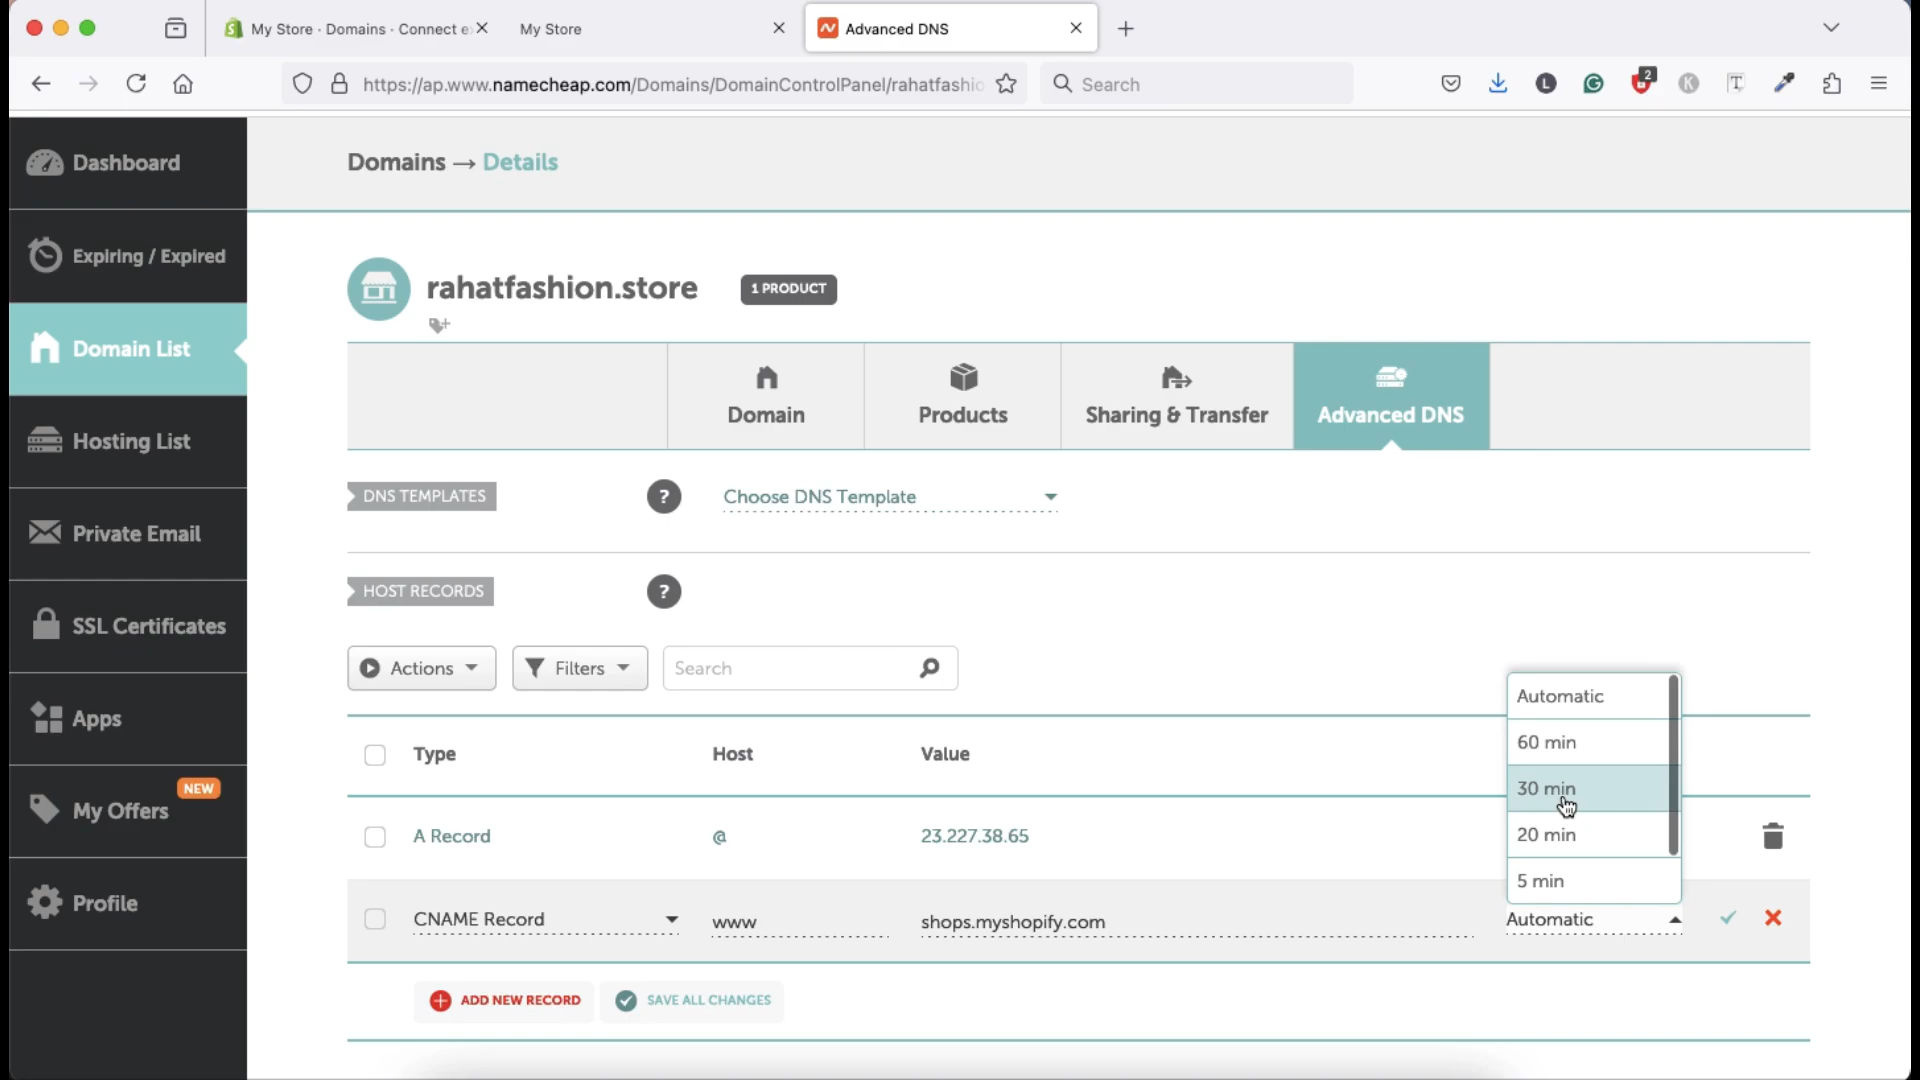 My Store · Domains · Connect e
My Store
Advanced DNS
https://ap.www.namecheap.com/Domains/DomainControlPanel/rahatfashio
Search
L
2
K
T
Dashboard
Expiring / Expired
Domain List
Hosting List
Private Email
SSL Certificates
Apps
NEW
My Offers
Profile
Domains → Details
rahatfashion.store
1 PRODUCT
Domain
Products
Sharing & Transfer
Advanced DNS
DNS TEMPLATES
?
Choose DNS Template
HOST RECORDS
?
Actions
Filters
Search
Type
Host
Value
Automatic
60 min
30 min
20 min
5 min
A Record
@
23.227.38.65
CNAME Record
www
shops.myshopify.com
Automatic
ADD NEW RECORD
SAVE ALL CHANGES